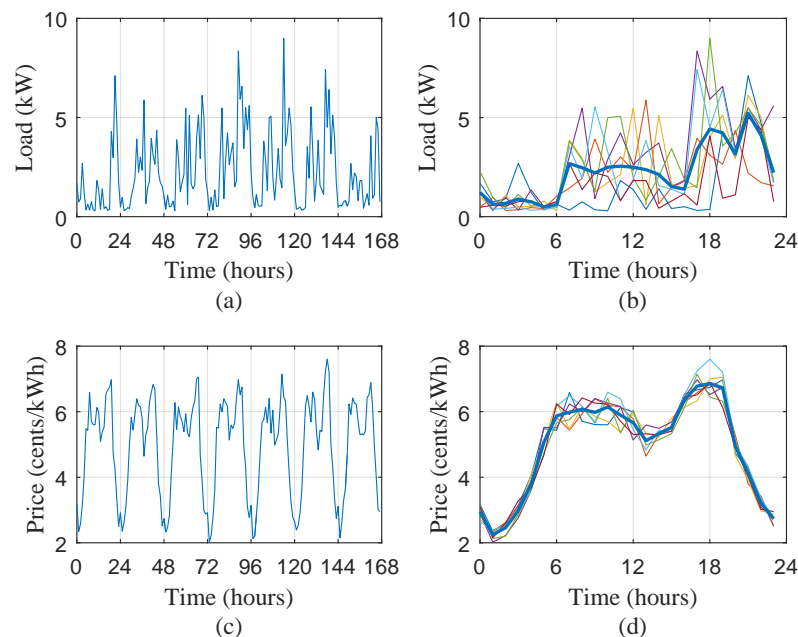 10
5
0
Load (kW)
0 24 48 72 96 120 144 168
Time (hours)
(a)
10
5
0
Load (kW)
0 6 12 18 24
Time (hours)
(b)
8
6
4
2
Price (cents/kWh)
0 24 48 72 96 120 144 168
Time (hours)
(c)
8
6
4
2
Price (cents/kWh)
0 6 12 18 24
Time (hours)
(d)